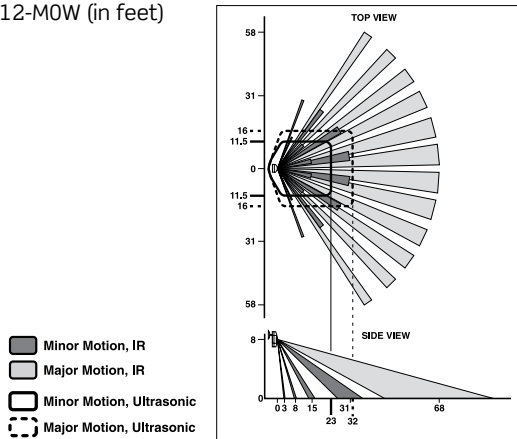 12-M0W (in feet)
TOP VIEW
58
31
16
11.5
0
11.5
16
31
58
SIDE VIEW
8
0
0 3 8 15 31 68
23 32
Minor Motion, IR
Major Motion, IR
Minor Motion, Ultrasonic
Major Motion, Ultrasonic